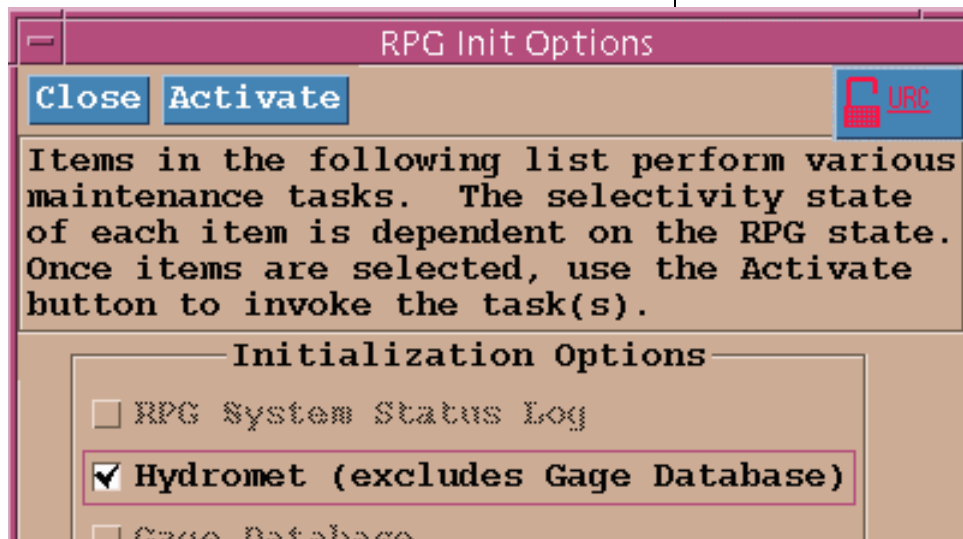 RPG Init Options
Close Activate URC
Items in the following list perform various
maintenance tasks. The selectivity state
of each item is dependent on the RPG state.
Once items are selected, use the Activate
button to invoke the task(s).
Initialization Options
RPG System Status Log
Hydromet (excludes Gage Database)
Gage Database